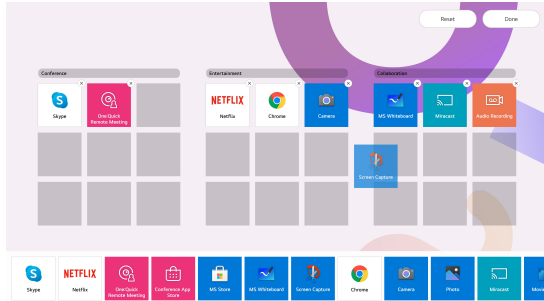 Reset
Done
Conference
Entertainment
Collaboration
Skype
One:Quick
Remote Meeting
NETFLIX
Netflix
Chrome
Camera
MS Whiteboard
Miracast
Audio Recording
Screen Capture
Skype
NETFLIX
Netflix
One:Quick
Remote Meeting
Conference App
Store
MS Store
MS Whiteboard
Screen Capture
Chrome
Camera
Photo
Miracast
Movi